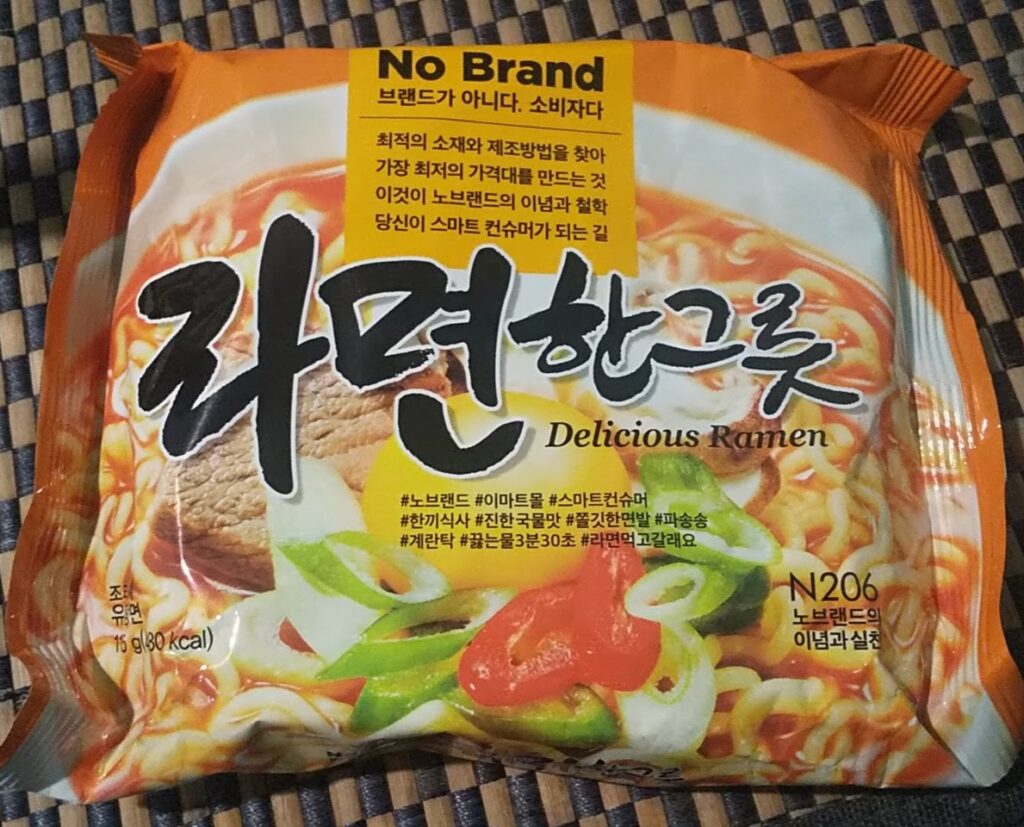 No Brand
브랜드가 아니다. 소비자다
최적의 소재와 제조방법을 찾아
가장 최저의 가격대를 만드는 것
이것이 노브랜드의 이념과 철학
당신이 스마트 컨슈머가 되는 길
라면한그릇
Delicious Ramen
#노브랜드 #이마트몰 #스마트컨슈머
#한끼식사 #진한국물맛 #쫄깃한면발 #파송송
#계란탁 #끓는물3분30초 #라면먹고갈래요
N206
노브랜드의
이념과 실천
유탕면
kcal)